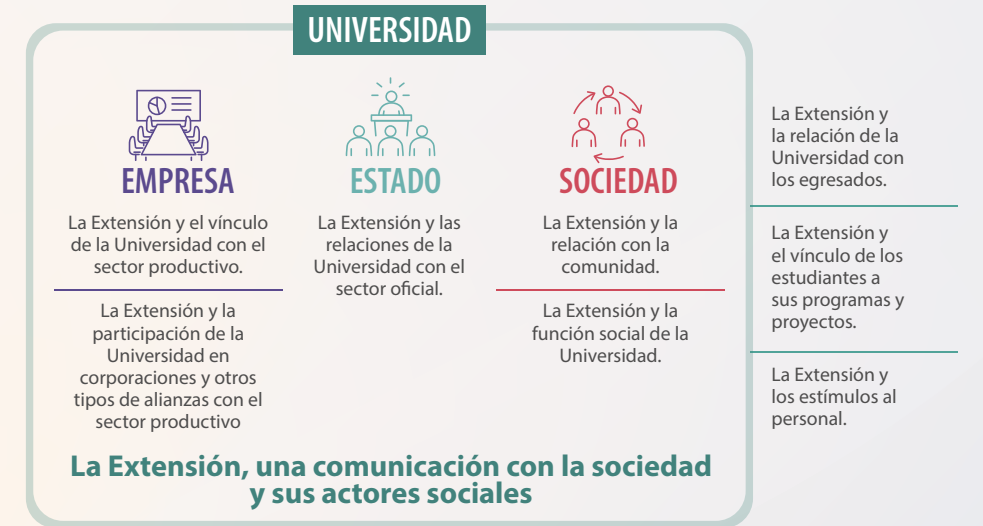 UNIVERSIDAD
EMPRESA
La Extensión y el vínculo
de la Universidad con el
sector productivo.
La Extensión y la
participación de la
Universidad en
corporaciones y otros
tipos de alianzas con el
sector productivo
ESTADO
La Extensión y las
relaciones de la
Universidad con el
sector oficial.
SOCIEDAD
La Extensión y la
relación con la
comunidad.
La Extensión y la
función social de la
Universidad.
La Extensión, una comunicación con la sociedad
y sus actores sociales
La Extensión y
la relación de la
Universidad con
los egresados.
La Extensión y
el vínculo de los
estudiantes a
sus programas y
proyectos.
La Extensión y
los estímulos al
personal.